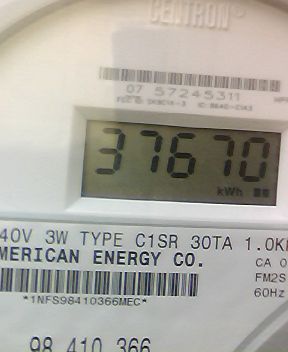 CENTRON®
07 57245311
37670
kWh
40V 3W TYPE C1SR 30TA 1.0K
MERICAN ENERGY CO.
CA 0
FM2S
60Hz
*1NFS98410366MEC*
98 410 366